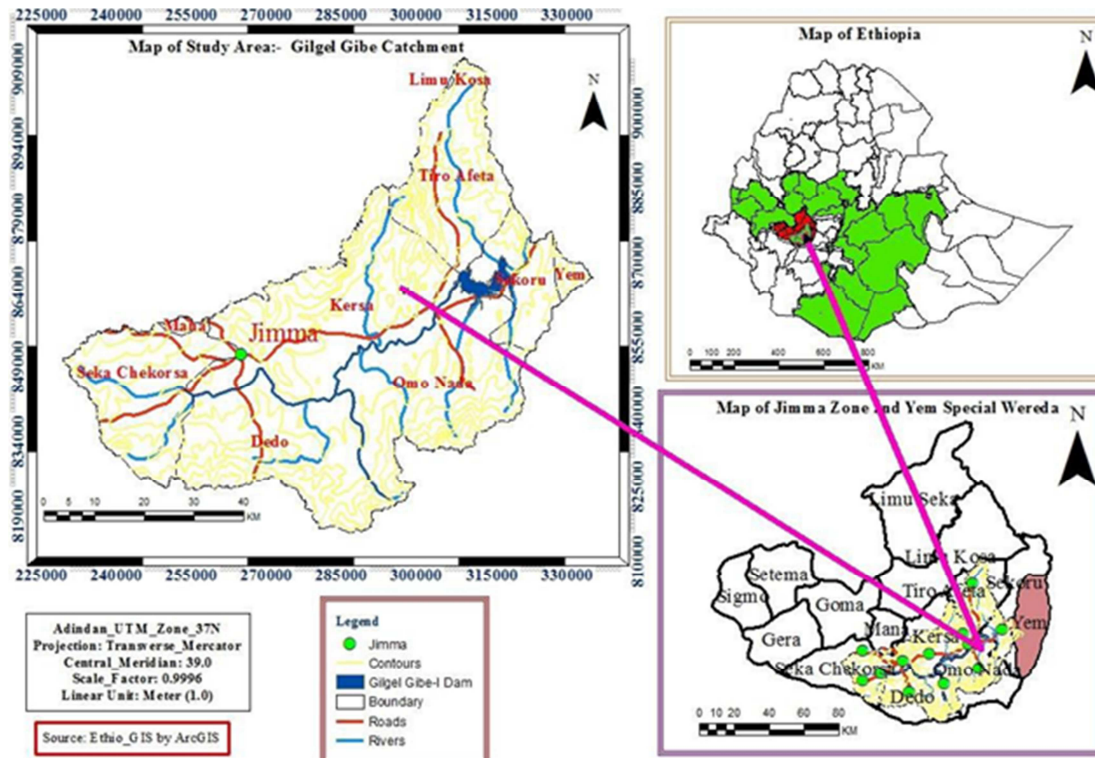 225000 240000 255000 270000 285000 300000 315000 330000
Map of Study Area:- Gilgel Gibe Catchment
N
Limu Kosa
Tiro Afeta
Sekoru
Yem
Kersa
Mana
Jimma
Seka Chekorsa
Omo Nada
Dedo
0 5 10 20 30 40
KM
909000
894000
879000
864000
849000
834000
819000
900000
885000
870000
855000
840000
825000
810000
225000 240000 255000 270000 285000 300000 315000 330000
Map of Ethiopia
N
0 100 200 400 600 800
KM
Map of Jimma Zone and Yem Special Wereda
N
Limu Seka
Limu Kosa
Setema
Sigmo
Tiro Afeta
Sekoru
Goma
Gera
Mana
Kersa
Yem
Seka Chekorsa
Omo Nada
Dedo
0 5 10 20 40 60 80
KM
Adindan_UTM_Zone_37N
Projection: Transverse_Mercator
Central_Meridian: 39.0
Scale_Factor: 0.9996
Linear Unit: Meter (1.0)
Source: Ethio_GIS by ArcGIS
Legend
Jimma
Contours
Gilgel Gibe-I Dam
Boundary
Roads
Rivers